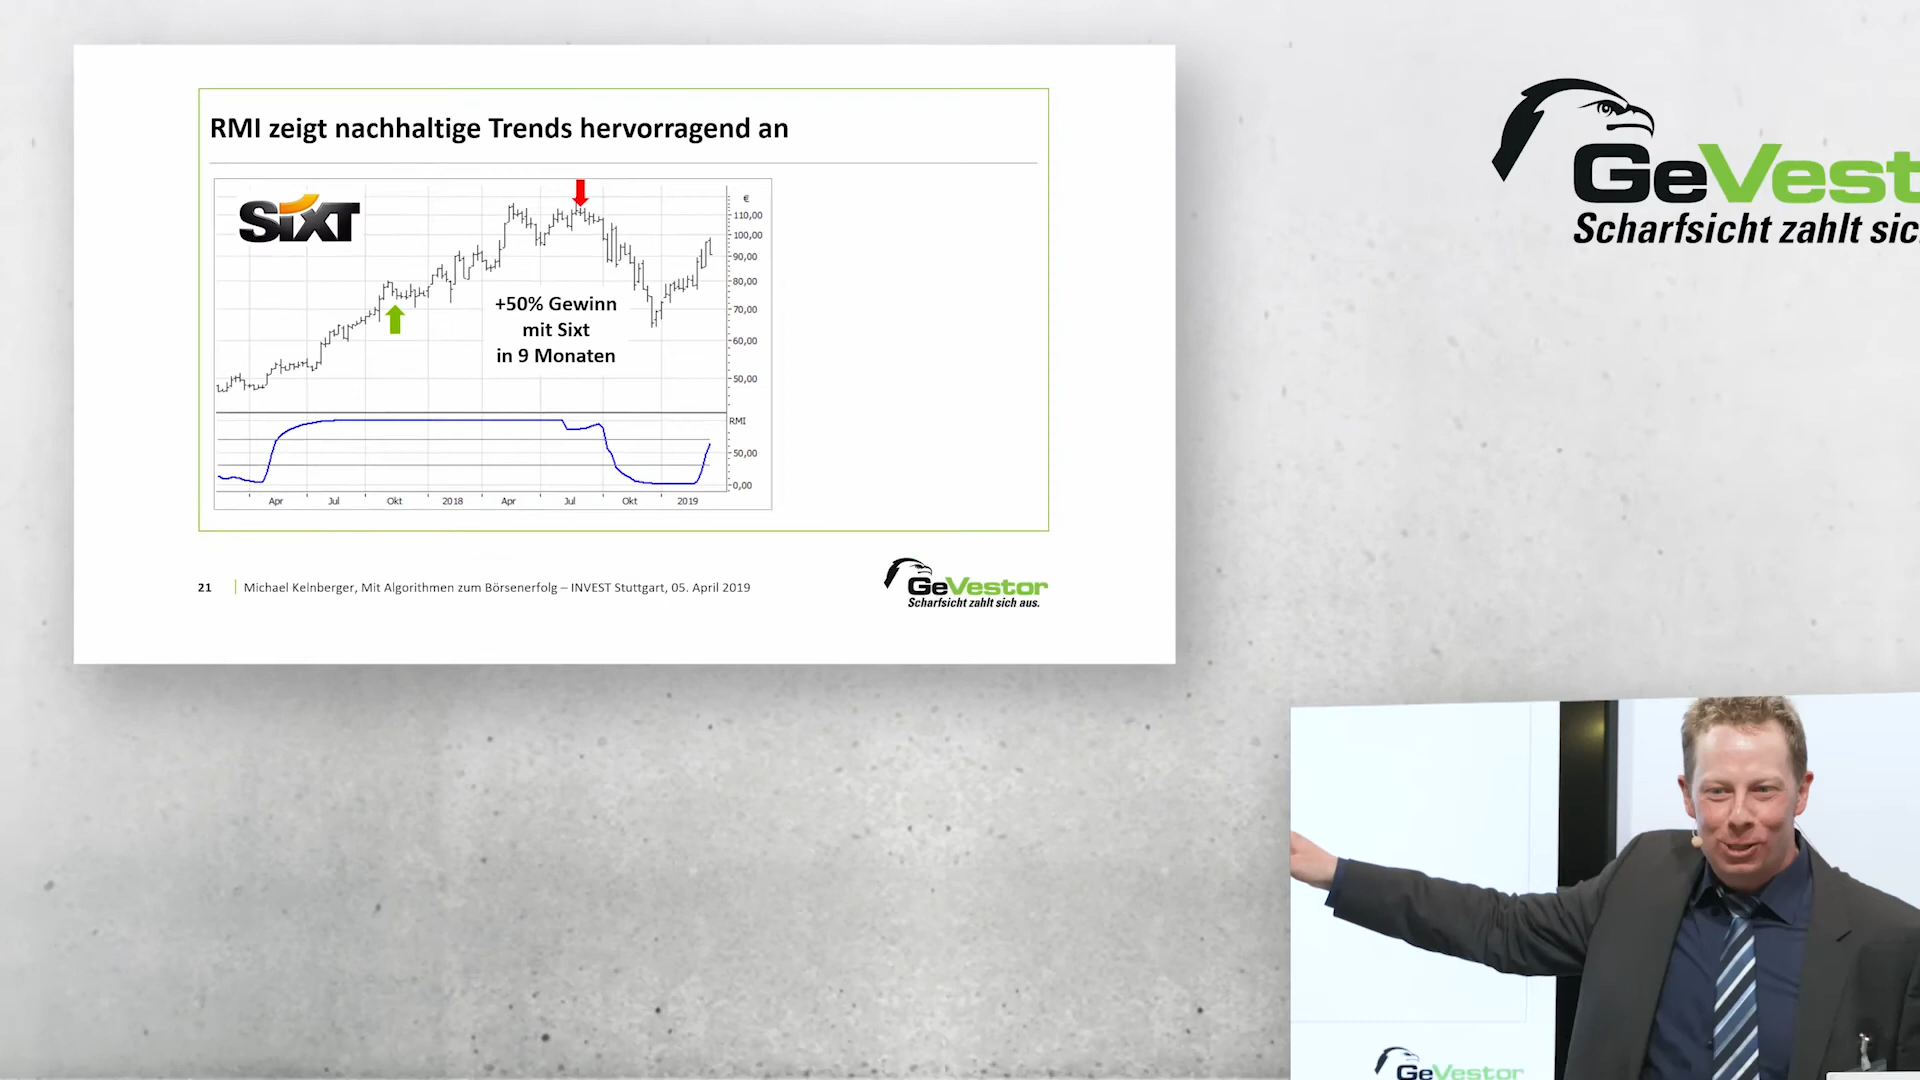 RMI zeigt nachhaltige Trends hervorragend an
SIXT
+50% Gewinn
mit Sixt
in 9 Monaten
€
110,00
100,00
90,00
80,00
70,00
60,00
50,00
RMI
50,00
0,00
Apr Jul Okt 2018 Apr Jul Okt 2019
21 Michael Kelnberger, Mit Algorithmen zum Börsenerfolg – INVEST Stuttgart, 05. April 2019
GeVestor
Scharfsicht zahlt sich aus.
GeVest
Scharfsicht zahlt sic
GeVestor